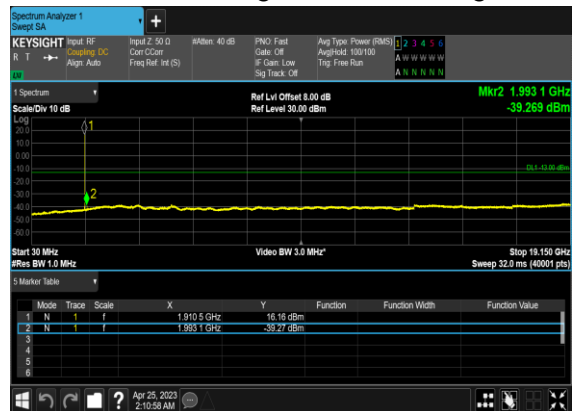 Spectrum Analyzer 1
Swept SA
KEYSIGHT
R T
LW
Input: RF
Coupling: DC
Align: Auto
Input Z: 50 Ω
Corr CCorr
Freq Ref: Int (S)
#Atten: 40 dB
PNO: Fast
Gate: Off
IF Gain: Low
Sig Track: Off
Avg Type: Power (RMS)
Avg|Hold: 100/100
Trig: Free Run
1 2 3 4 5 6
A W W W W W
A N N N N N
1 Spectrum
Scale/Div 10 dB
Ref Lvl Offset 8.00 dB
Ref Level 30.00 dBm
Mkr2 1.993 1 GHz
-39.269 dBm
Log
20.0
10.0
0.00
-10.0
-20.0
-30.0
-40.0
-50.0
-60.0
1
2
DL1 -13.00 dBm
Start 30 MHz
#Res BW 1.0 MHz
Video BW 3.0 MHz*
Stop 19.150 GHz
Sweep 32.0 ms (40001 pts)
5 Marker Table
Mode Trace Scale X Y Function Function Width Function Value
1 N 1 f 1.910 5 GHz 16.16 dBm
2 N 1 f 1.993 1 GHz -39.27 dBm
3
4
5
6
?
Apr 25, 2023
2:10:58 AM